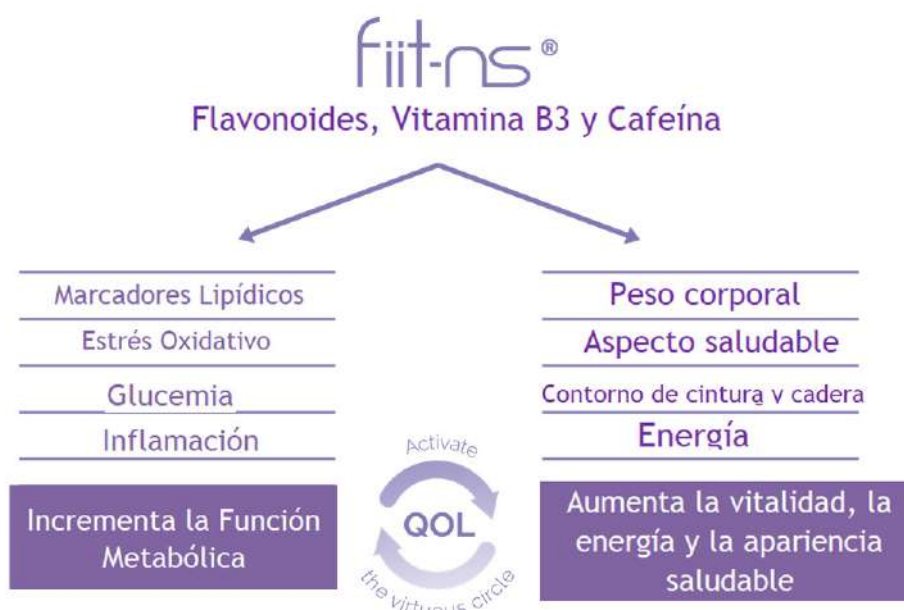 fiit-ns®
Flavonoides, Vitamina B3 y Cafeína
Marcadores Lipídicos
Estrés Oxidativo
Glucemia
Inflamación
Incrementa la Función
Metabólica
Peso corporal
Aspecto saludable
Contorno de cintura y cadera
Energía
Aumenta la vitalidad, la
energía y la apariencia
saludable
Activate
QOL
the virtuous circle